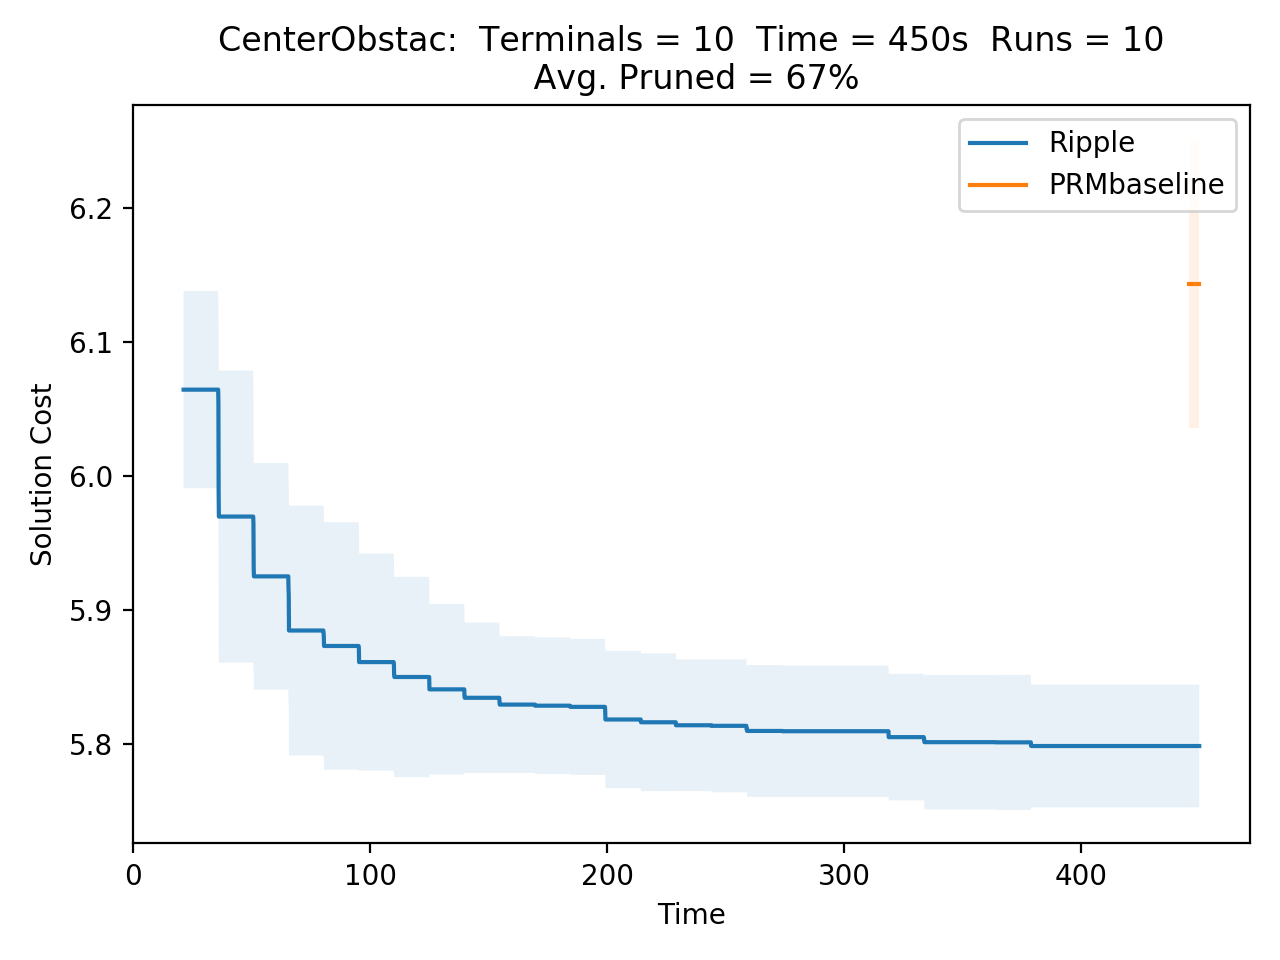 CenterObstac:  Terminals = 10  Time = 450s  Runs = 10
Avg. Pruned = 67%
Ripple
PRMbaseline
Solution Cost
6.2
6.1
6.0
5.9
5.8
0 100 200 300 400
Time